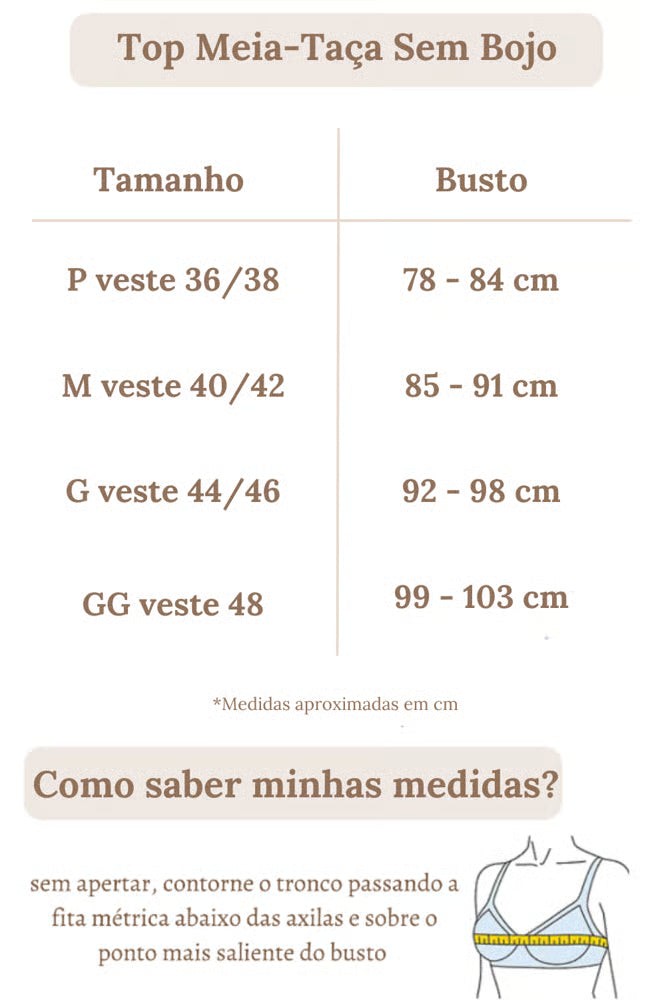 Top Meia-Taça Sem Bojo
Tamanho Busto
P veste 36/38 78 - 84 cm
M veste 40/42 85 - 91 cm
G veste 44/46 92 - 98 cm
GG veste 48 99 - 103 cm
*Medidas aproximadas em cm
Como saber minhas medidas?
sem apertar, contorne o tronco passando a
fita métrica abaixo das axilas e sobre o
ponto mais saliente do busto